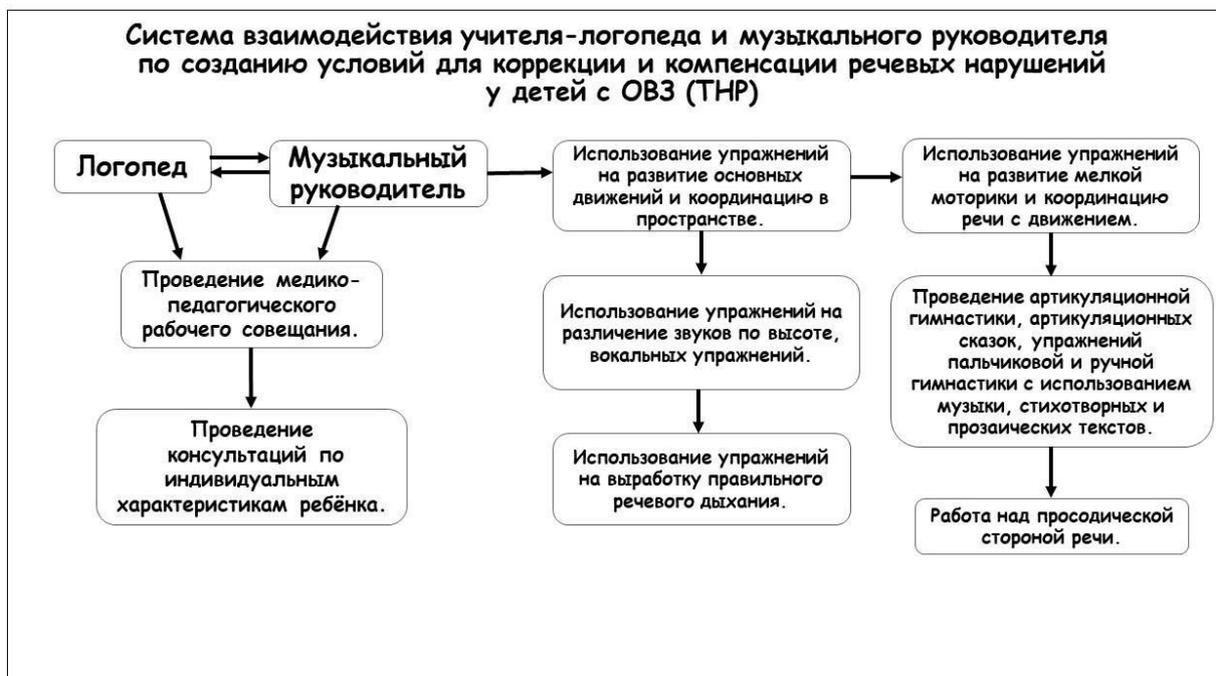 Система взаимодействия учителя-логопеда и музыкального руководителя
по созданию условий для коррекции и компенсации речевых нарушений
у детей с ОВЗ (ТНР)
Логопед
Музыкальный
руководитель
Использование упражнений
на развитие основных
движений и координацию в
пространстве.
Использование упражнений
на развитие мелкой
моторики и координацию
речи с движением.
Проведение медико-
педагогического
рабочего совещания.
Использование упражнений на
различение звуков по высоте,
вокальных упражнений.
Проведение артикуляционной
гимнастики, артикуляционных
сказок, упражнений
пальчиковой и ручной
гимнастики с использованием
музыки, стихотворных и
прозаических текстов.
Проведение
консультаций по
индивидуальным
характеристикам ребёнка.
Использование упражнений
на выработку правильного
речевого дыхания.
Работа над просодической
стороной речи.